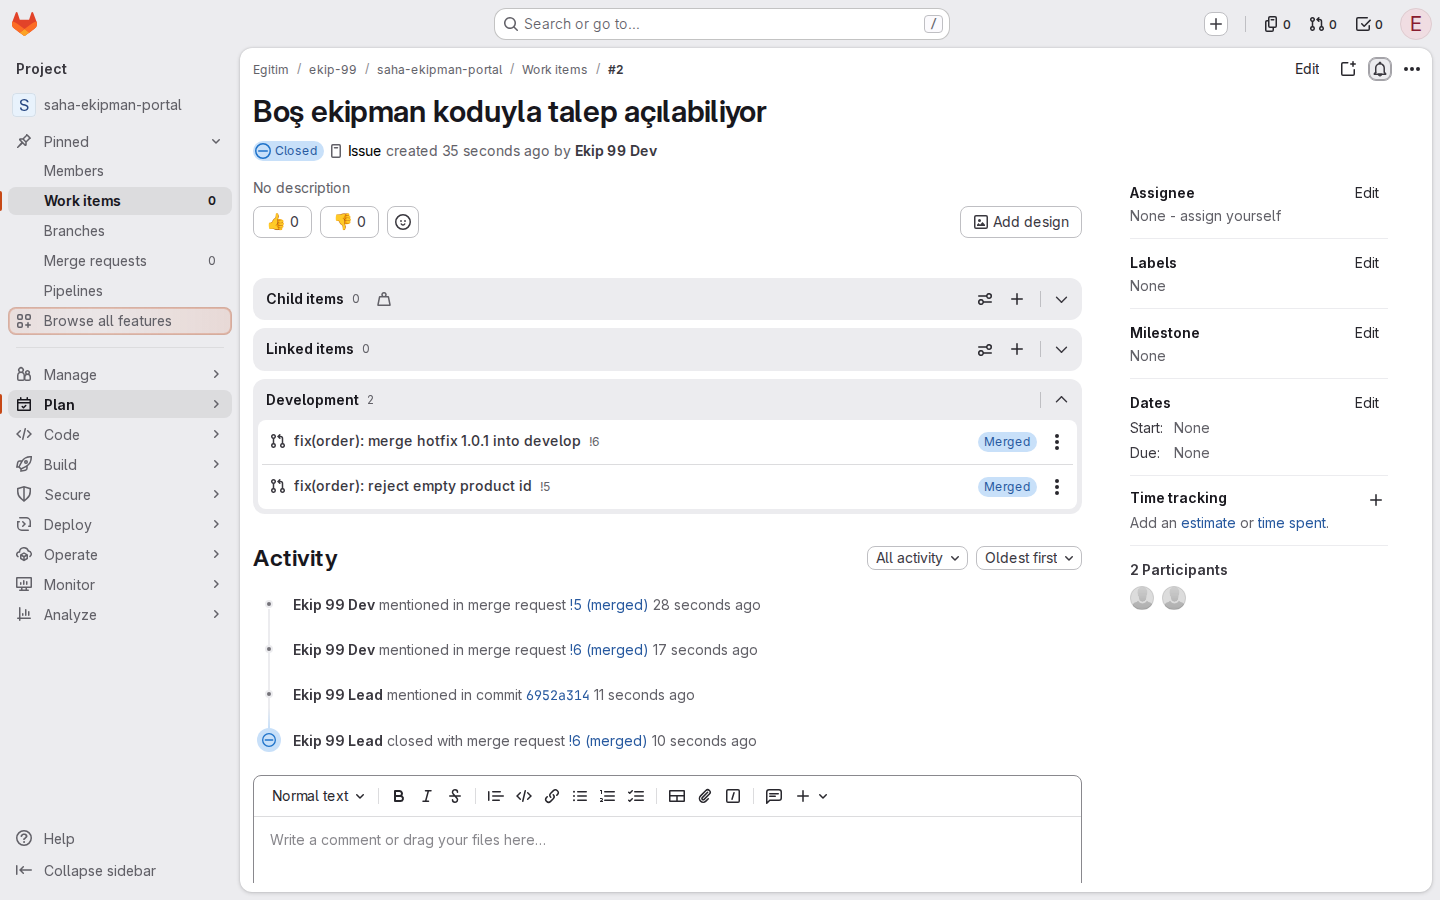 Search or go to...
/
0
0
0
E
Project
S saha-ekipman-portal
Pinned
Members
Work items 0
Branches
Merge requests 0
Pipelines
Browse all features
Manage
Plan
Code
Build
Secure
Deploy
Operate
Monitor
Analyze
Help
Collapse sidebar
Egitim / ekip-99 / saha-ekipman-portal / Work items / #2
Edit
Boş ekipman koduyla talep açılabiliyor
Closed Issue created 35 seconds ago by Ekip 99 Dev
No description
👍 0 👎 0
Add design
Child items 0
Linked items 0
Development 2
fix(order): merge hotfix 1.0.1 into develop !6 Merged
fix(order): reject empty product id !5 Merged
Activity
All activity Oldest first
Ekip 99 Dev mentioned in merge request !5 (merged) 28 seconds ago
Ekip 99 Dev mentioned in merge request !6 (merged) 17 seconds ago
Ekip 99 Lead mentioned in commit 6952a314 11 seconds ago
Ekip 99 Lead closed with merge request !6 (merged) 10 seconds ago
Normal text
Write a comment or drag your files here...
Assignee Edit
None - assign yourself
Labels Edit
None
Milestone Edit
None
Dates Edit
Start: None
Due: None
Time tracking
Add an estimate or time spent.
2 Participants